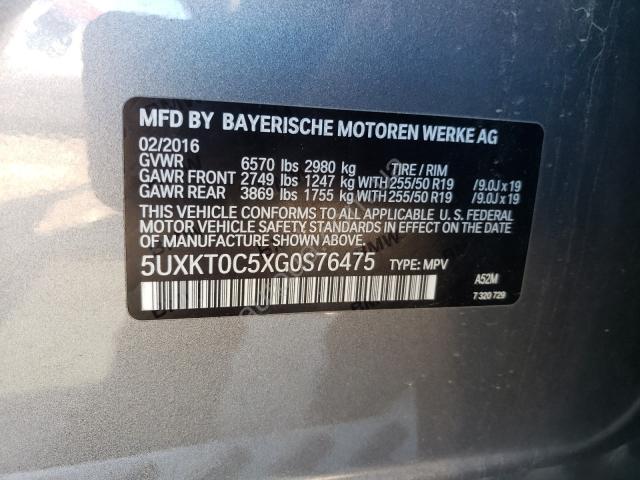 MFD BY BAYERISCHE MOTOREN WERKE AG
02/2016
GVWR 6570 lbs 2980 kg TIRE / RIM
GAWR FRONT 2749 lbs 1247 kg WITH 255/50 R19 /9.0J x 19
GAWR REAR 3869 lbs 1755 kg WITH 255/50 R19 /9.0J x 19
THIS VEHICLE CONFORMS TO ALL APPLICABLE U. S. FEDERAL
MOTOR VEHICLE SAFETY STANDARDS IN EFFECT ON THE
DATE OF MANUFACTURE SHOWN ABOVE.
5UXKT0C5XG0S76475 TYPE: MPV
A52M
7 320 729